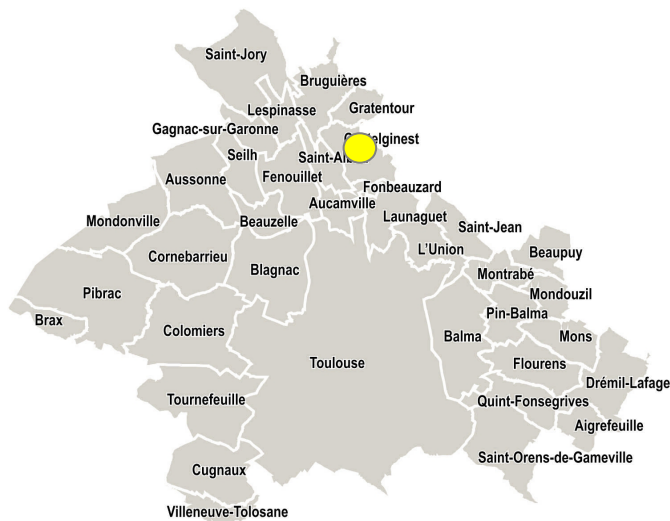 Saint-Jory
Bruguières
Lespinasse
Gratentour
Gagnac-sur-Garonne
Seilh
Fenouillet
Fonbeauzard
Aussonne
Aucamville
Launaguet
Mondonville
Beauzelle
Saint-Jean
L'Union
Beaupuy
Cornebarrieu
Blagnac
Montrabé
Pibrac
Mondouzil
Brax
Colomiers
Pin-Balma
Balma
Mons
Toulouse
Flourens
Drémil-Lafage
Tournefeuille
Quint-Fonsegrives
Aigrefeuille
Saint-Orens-de-Gameville
Cugnaux
Villeneuve-Tolosane